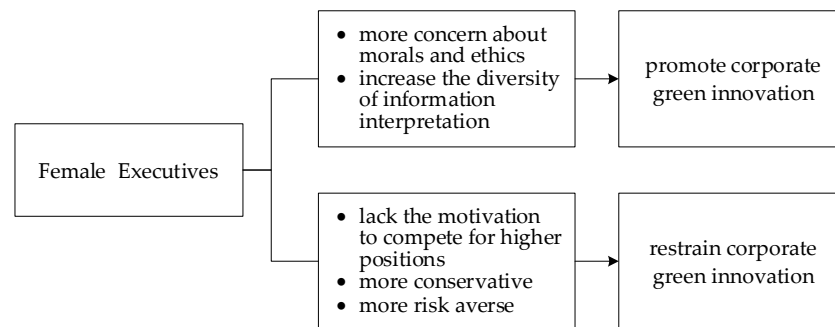 • more concern about
morals and ethics
• increase the diversity
of information
interpretation
promote corporate
green innovation
Female Executives
• lack the motivation
to compete for higher
positions
• more conservative
• more risk averse
restrain corporate
green innovation